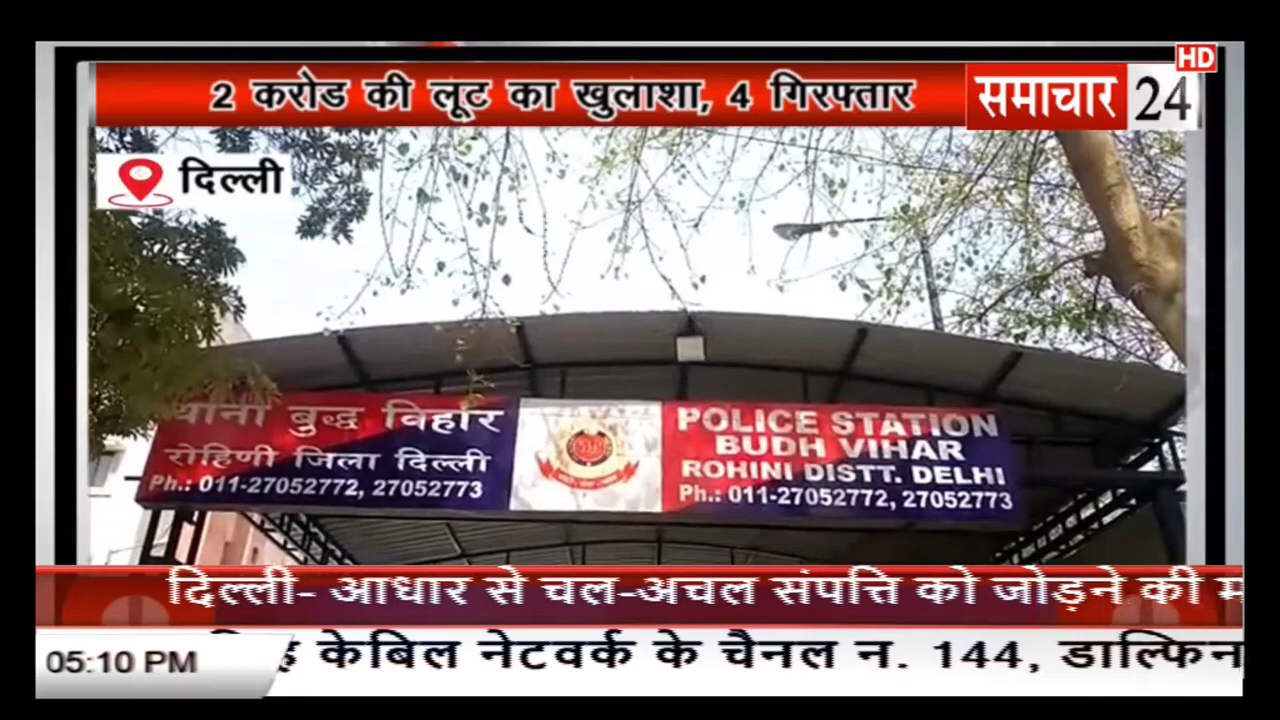 HD
2 करोड की लूट का खुलाशा, 4 गिरफ्तार
समाचार 24
दिल्ली
थाना बुद्ध विहार
रोहिणी जिला दिल्ली
Ph.: 011-27052772, 27052773
POLICE STATION
BUDH VIHAR
ROHINI DISTT. DELHI
Ph.: 011-27052772, 27052773
दिल्ली- आधार से चल-अचल संपत्ति को जोड़ने की
05:10 PM
केबिल नेटवर्क के चैनल न. 144, डाल्फिन